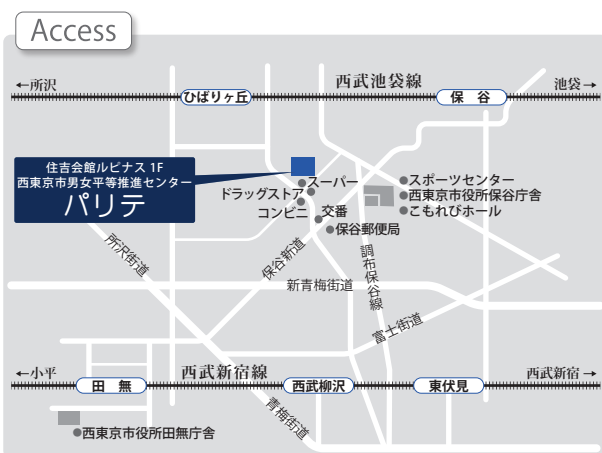 Access
←所沢
西武池袋線
池袋→
ひばりヶ丘
保谷
住吉会館ルピナス 1F
西東京市男女平等推進センター
パリテ
スーパー
ドラッグストア
コンビニ
交番
保谷郵便局
スポーツセンター
西東京市役所保谷庁舎
こもれびホール
所沢街道
保谷新道
調布保谷線
新青梅街道
富士街道
←小平
西武新宿線
西武新宿→
田無
西武柳沢
東伏見
青梅街道
西東京市役所田無庁舎